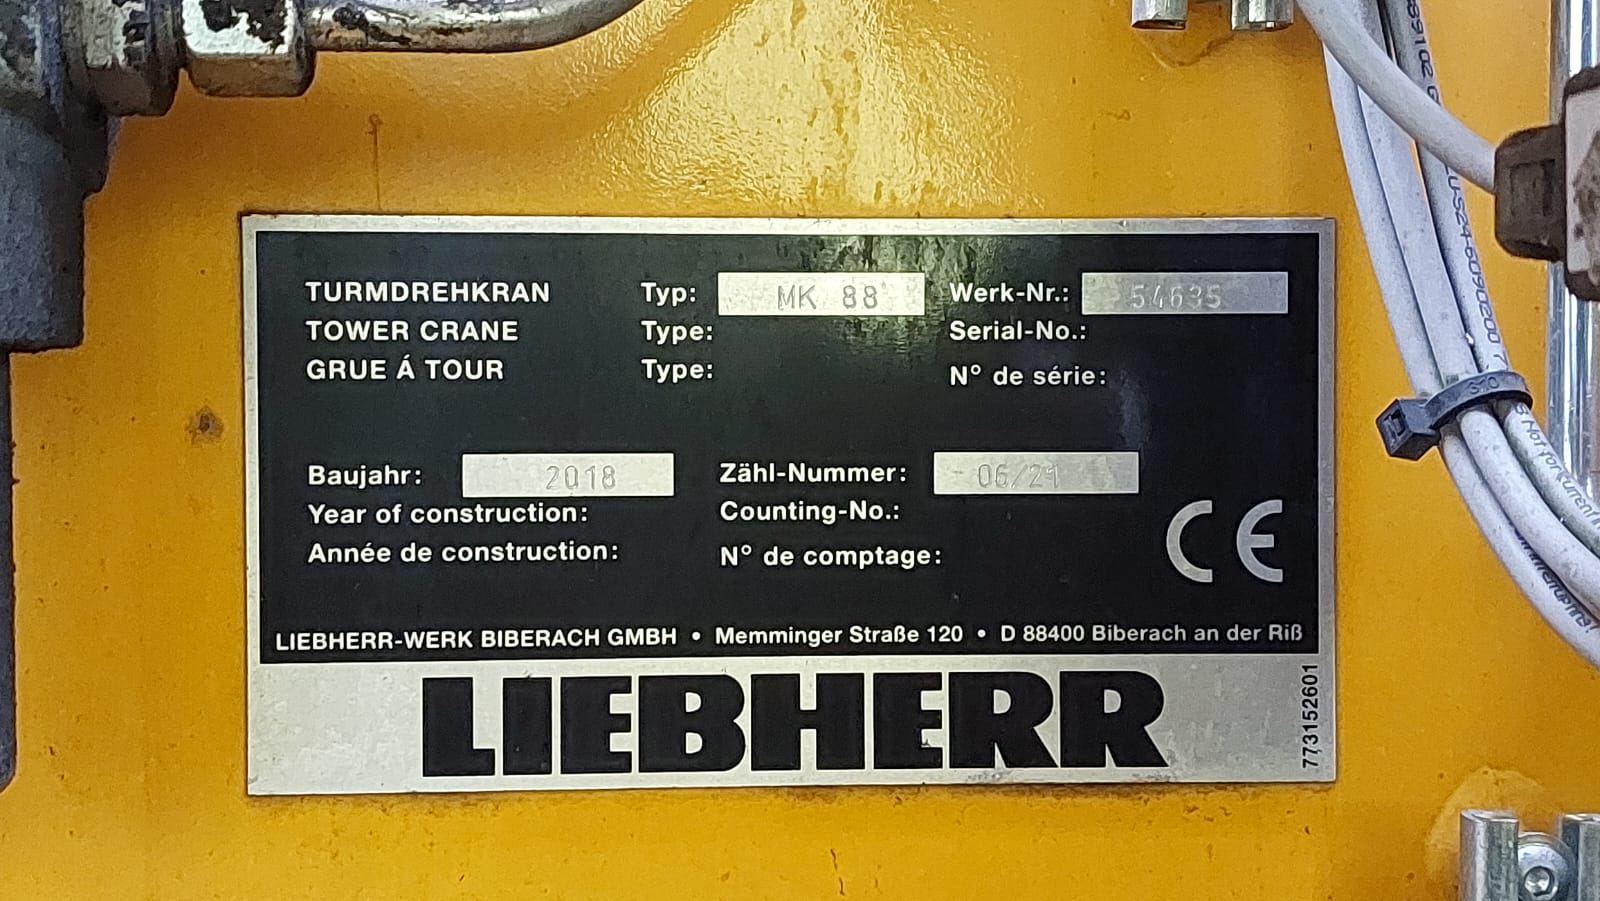 TURMDREHKRAN Typ: MK 88 Werk-Nr.: 54635
TOWER CRANE Type: Serial-No.:
GRUE Á TOUR Type: N° de série:
Baujahr: 2018 Zähl-Nummer: 06/21
Year of construction: Counting-No.:
Année de construction: N° de comptage:
CE
LIEBHERR-WERK BIBERACH GMBH • Memminger Straße 120 • D 88400 Biberach an der Riß
LIEBHERR
773152601